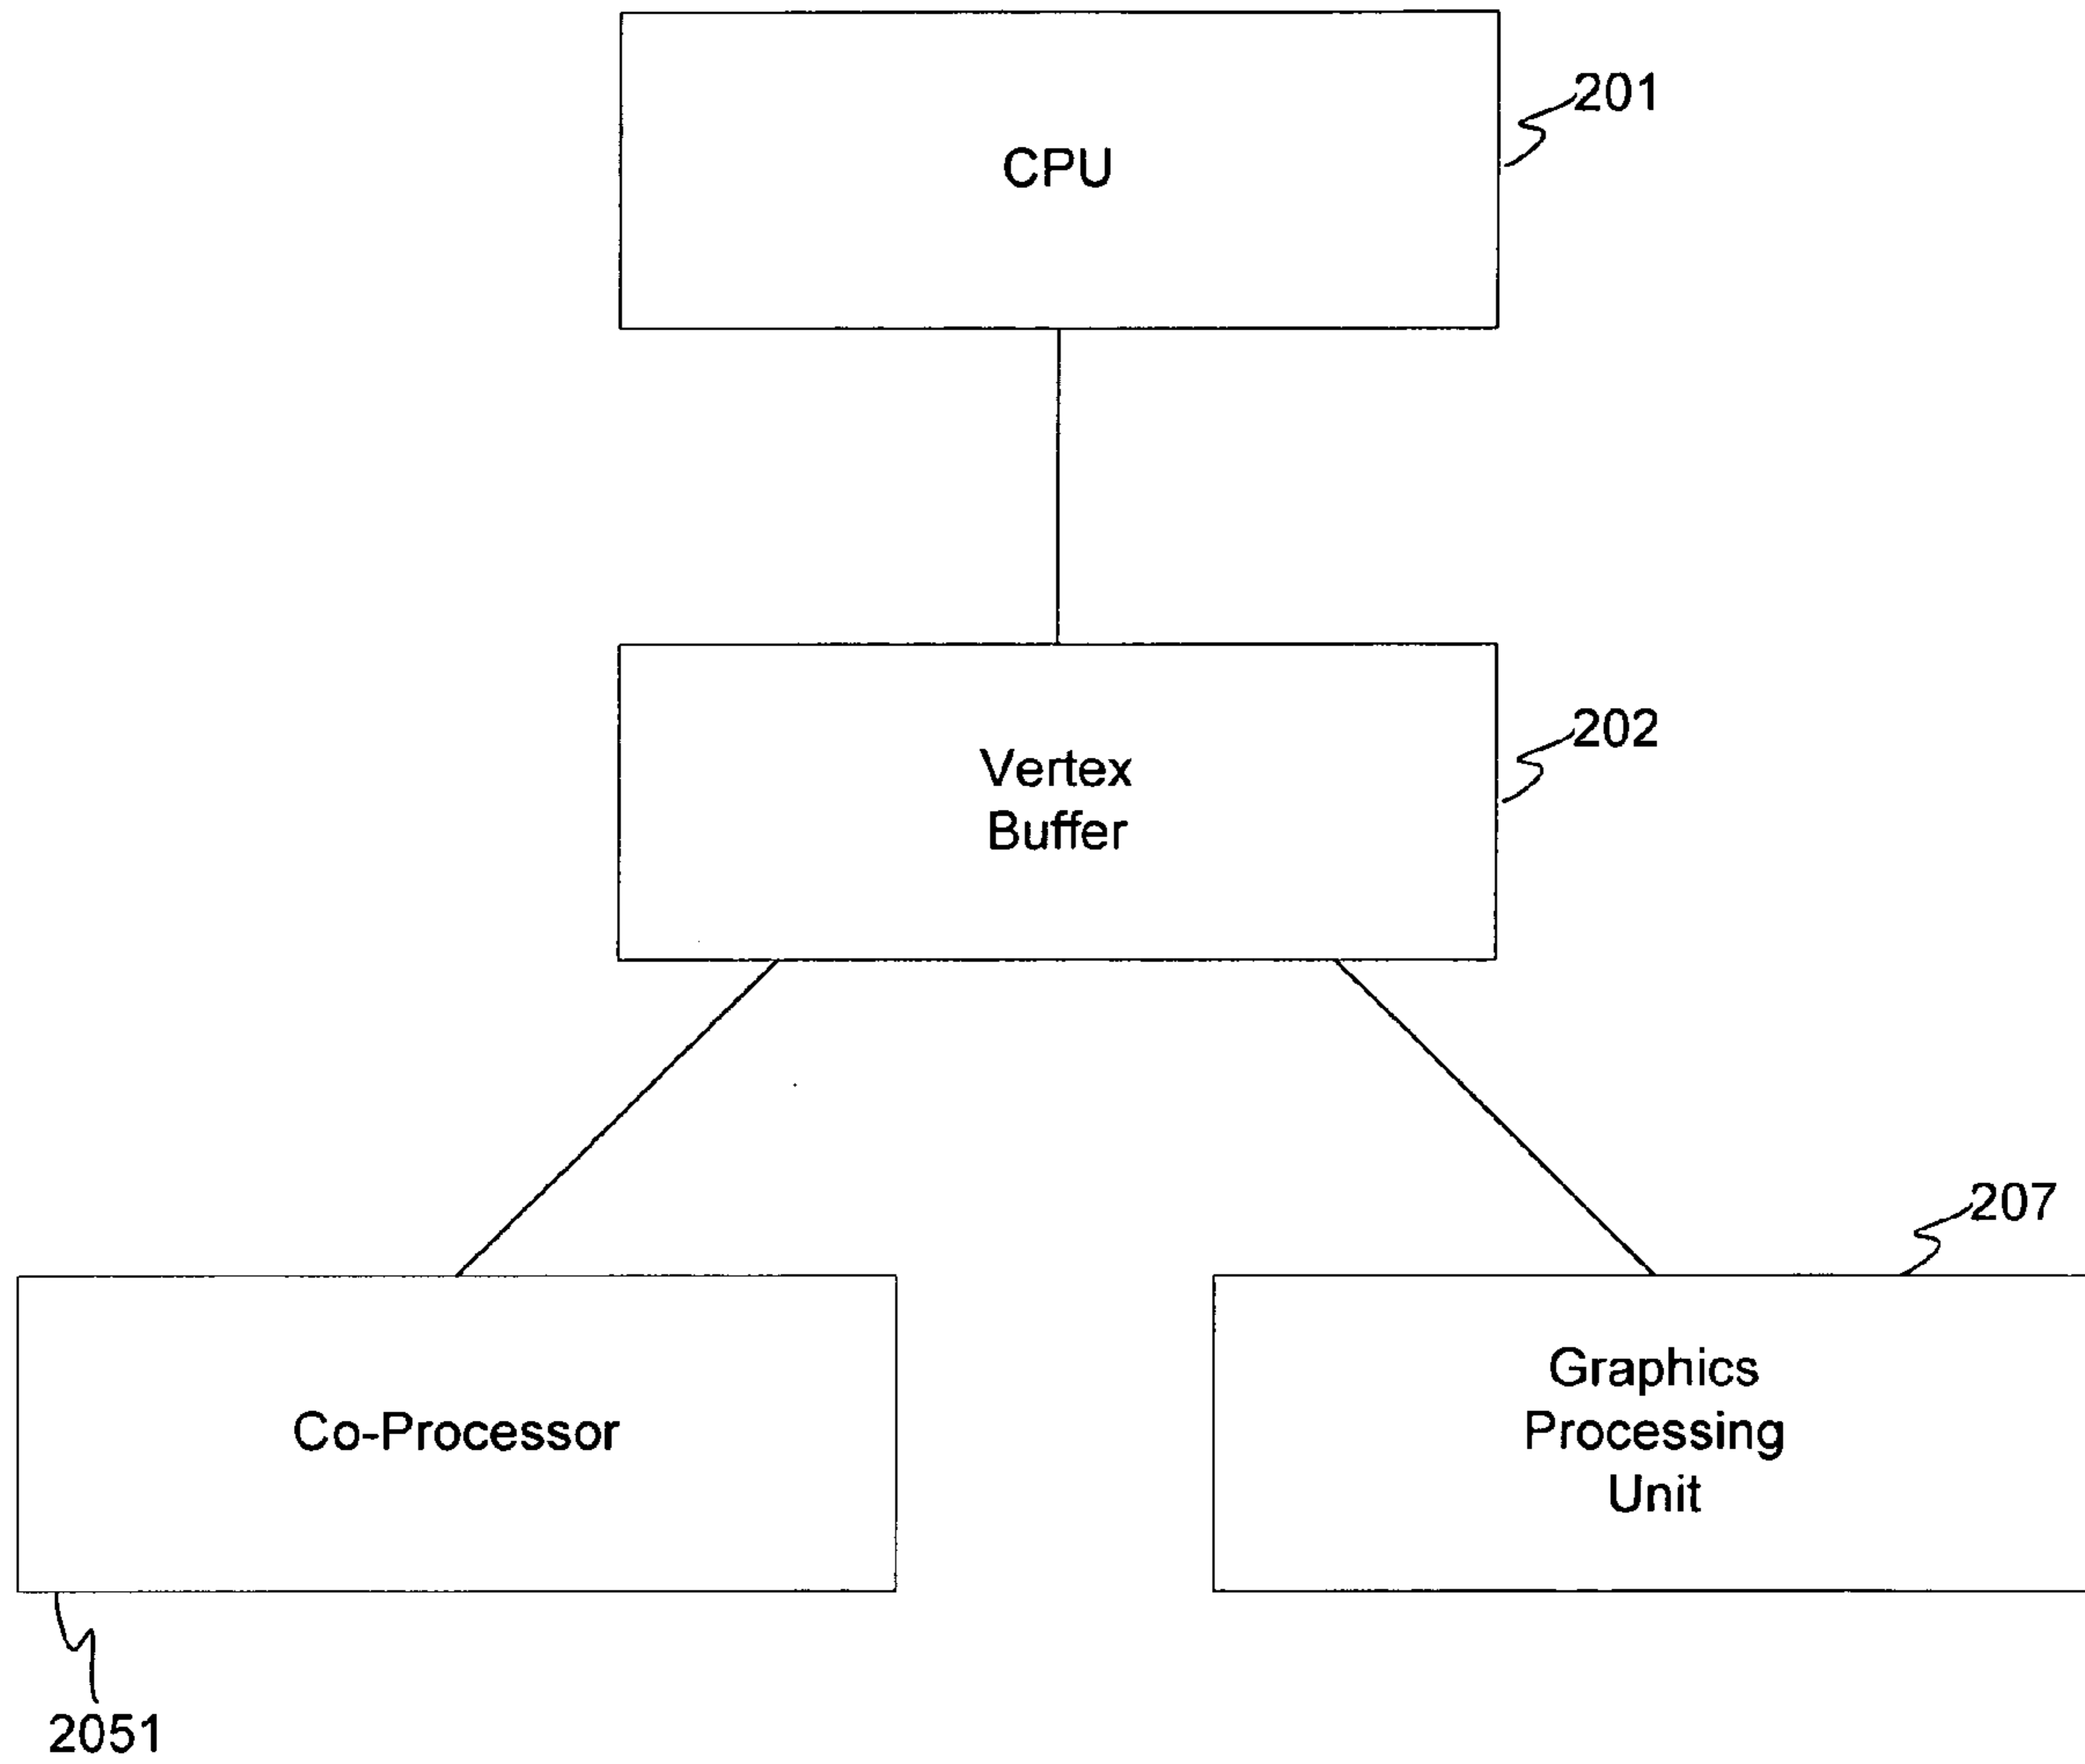 CPU
201
Vertex
Buffer
202
207
Co-Processor
Graphics
Processing
Unit
2051